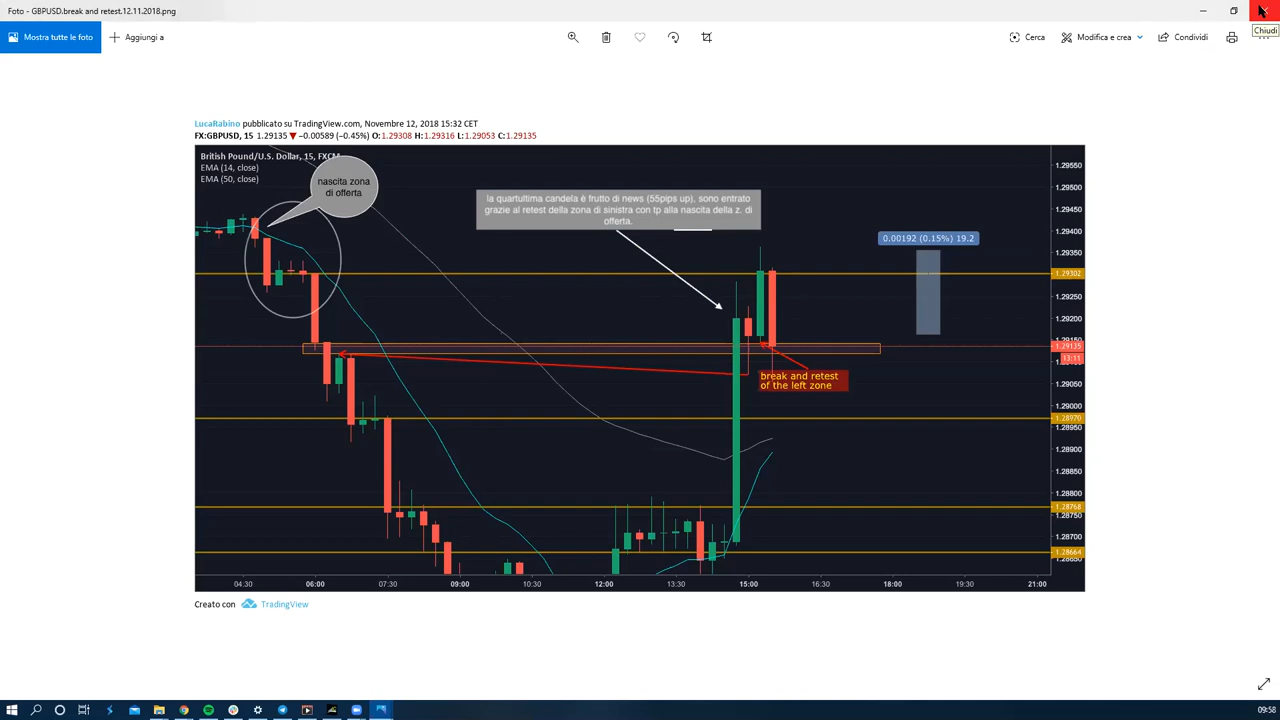 Foto - GBPUSD.break and retest.12.11.2018.png
Chiudi
Mostra tutte le foto
Aggiungi a
Cerca
Modifica e crea
Condividi
LucaRabino pubblicato su TradingView.com, Novembre 12, 2018 15:32 CET
FX:GBPUSD, 15 1.29135 ▼ −0.00589 (−0.45%) O:1.29308 H:1.29316 L:1.29053 C:1.29135
British Pound/U.S. Dollar, 15, FXCM
EMA (14, close)
EMA (50, close)
nascita zona
di offerta
la quartultima candela è frutto di news (55pips up), sono entrato
grazie al retest della zona di sinistra con tp alla nascita della z. di
offerta.
0.00192 (0.15%) 19.2
break and retest
of the left zone
1.29550
1.29500
1.29450
1.29400
1.29350
1.29302
1.29250
1.29200
1.29150
1.29135
13:11
1.29050
1.29000
1.28970
1.28950
1.28900
1.28850
1.28800
1.28768
1.28750
1.28700
1.28664
04:30
06:00
07:30
09:00
10:30
12:00
13:30
15:00
16:30
18:00
19:30
21:00
Creato con TradingView
09:58